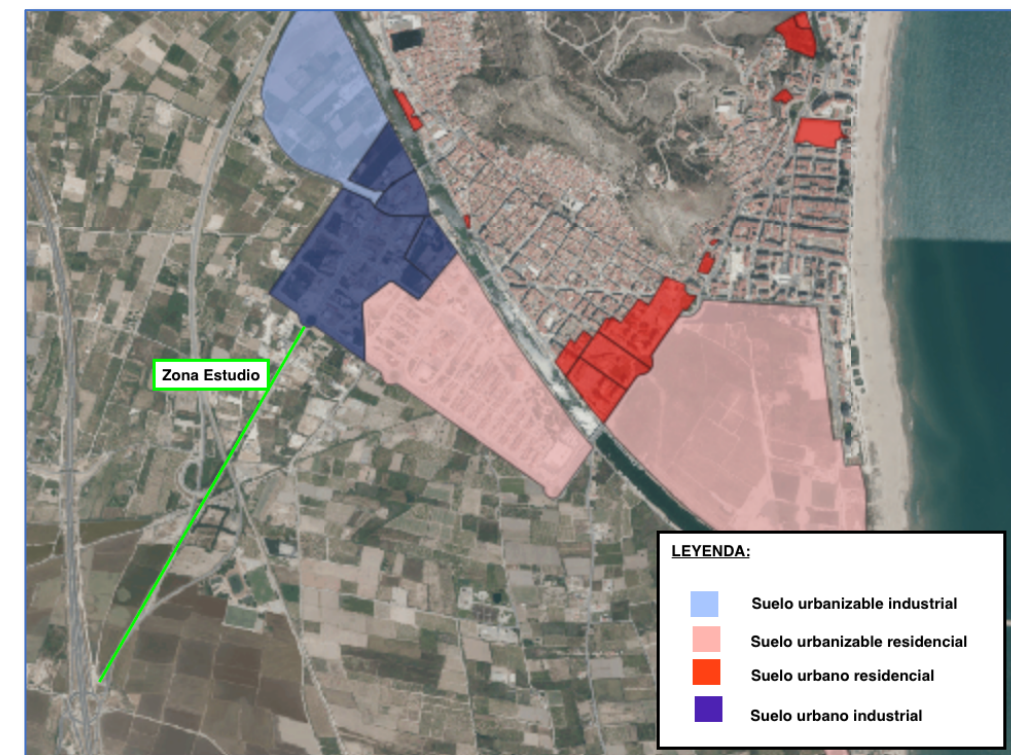 Zona Estudio
LEYENDA:
Suelo urbanizable industrial
Suelo urbanizable residencial
Suelo urbano residencial
Suelo urbano industrial